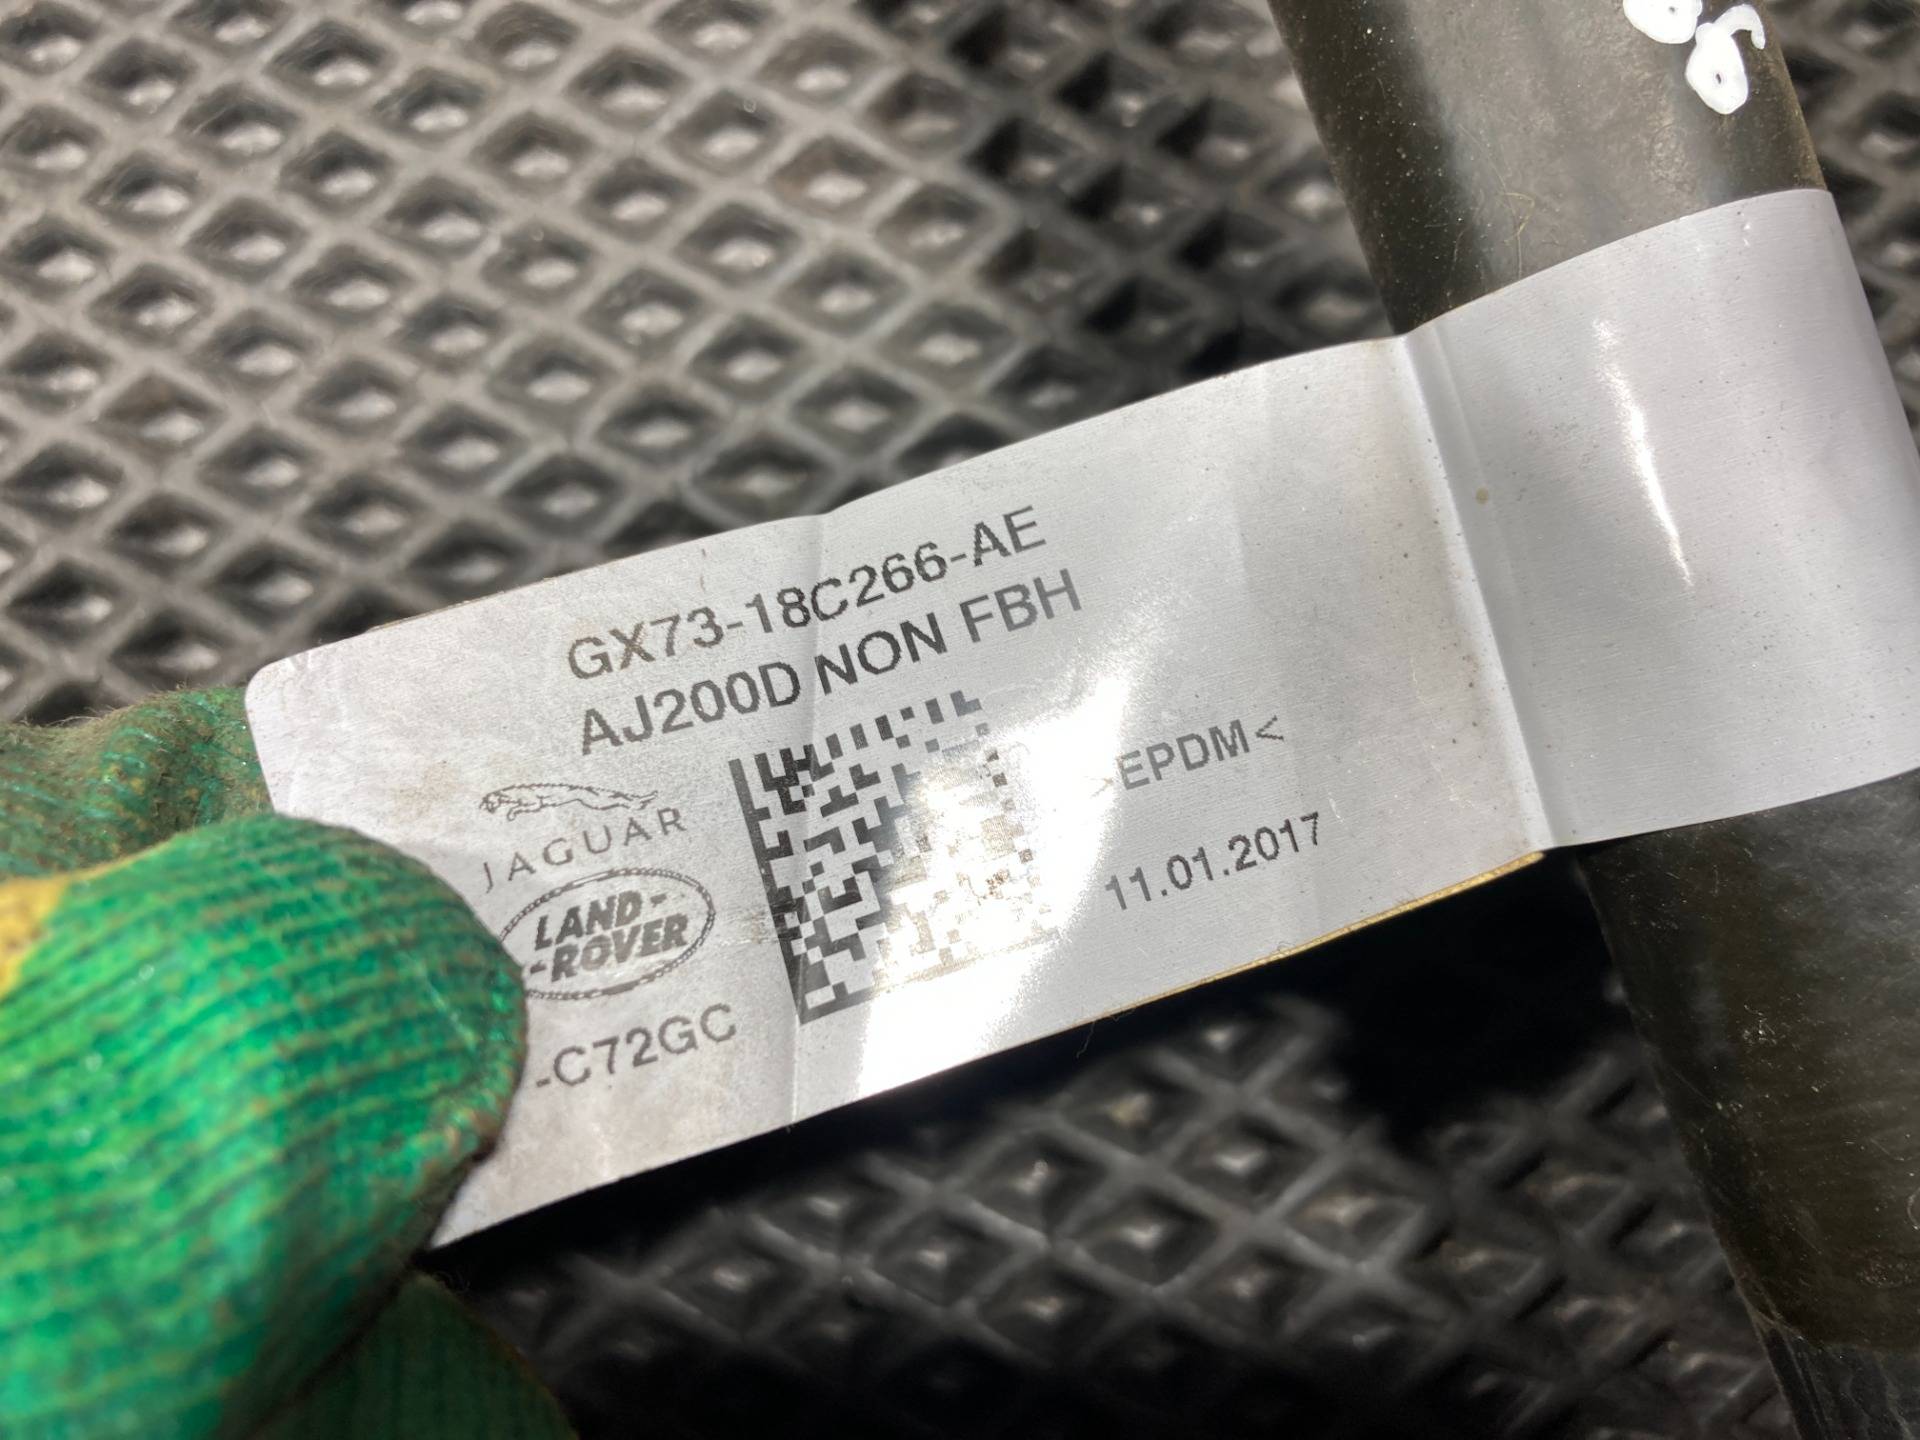 GX73-18C266-AE
AJ200D NON FBH
JAGUAR
LAND-
-ROVER
>EPDM<
11.01.2017
-C72GC